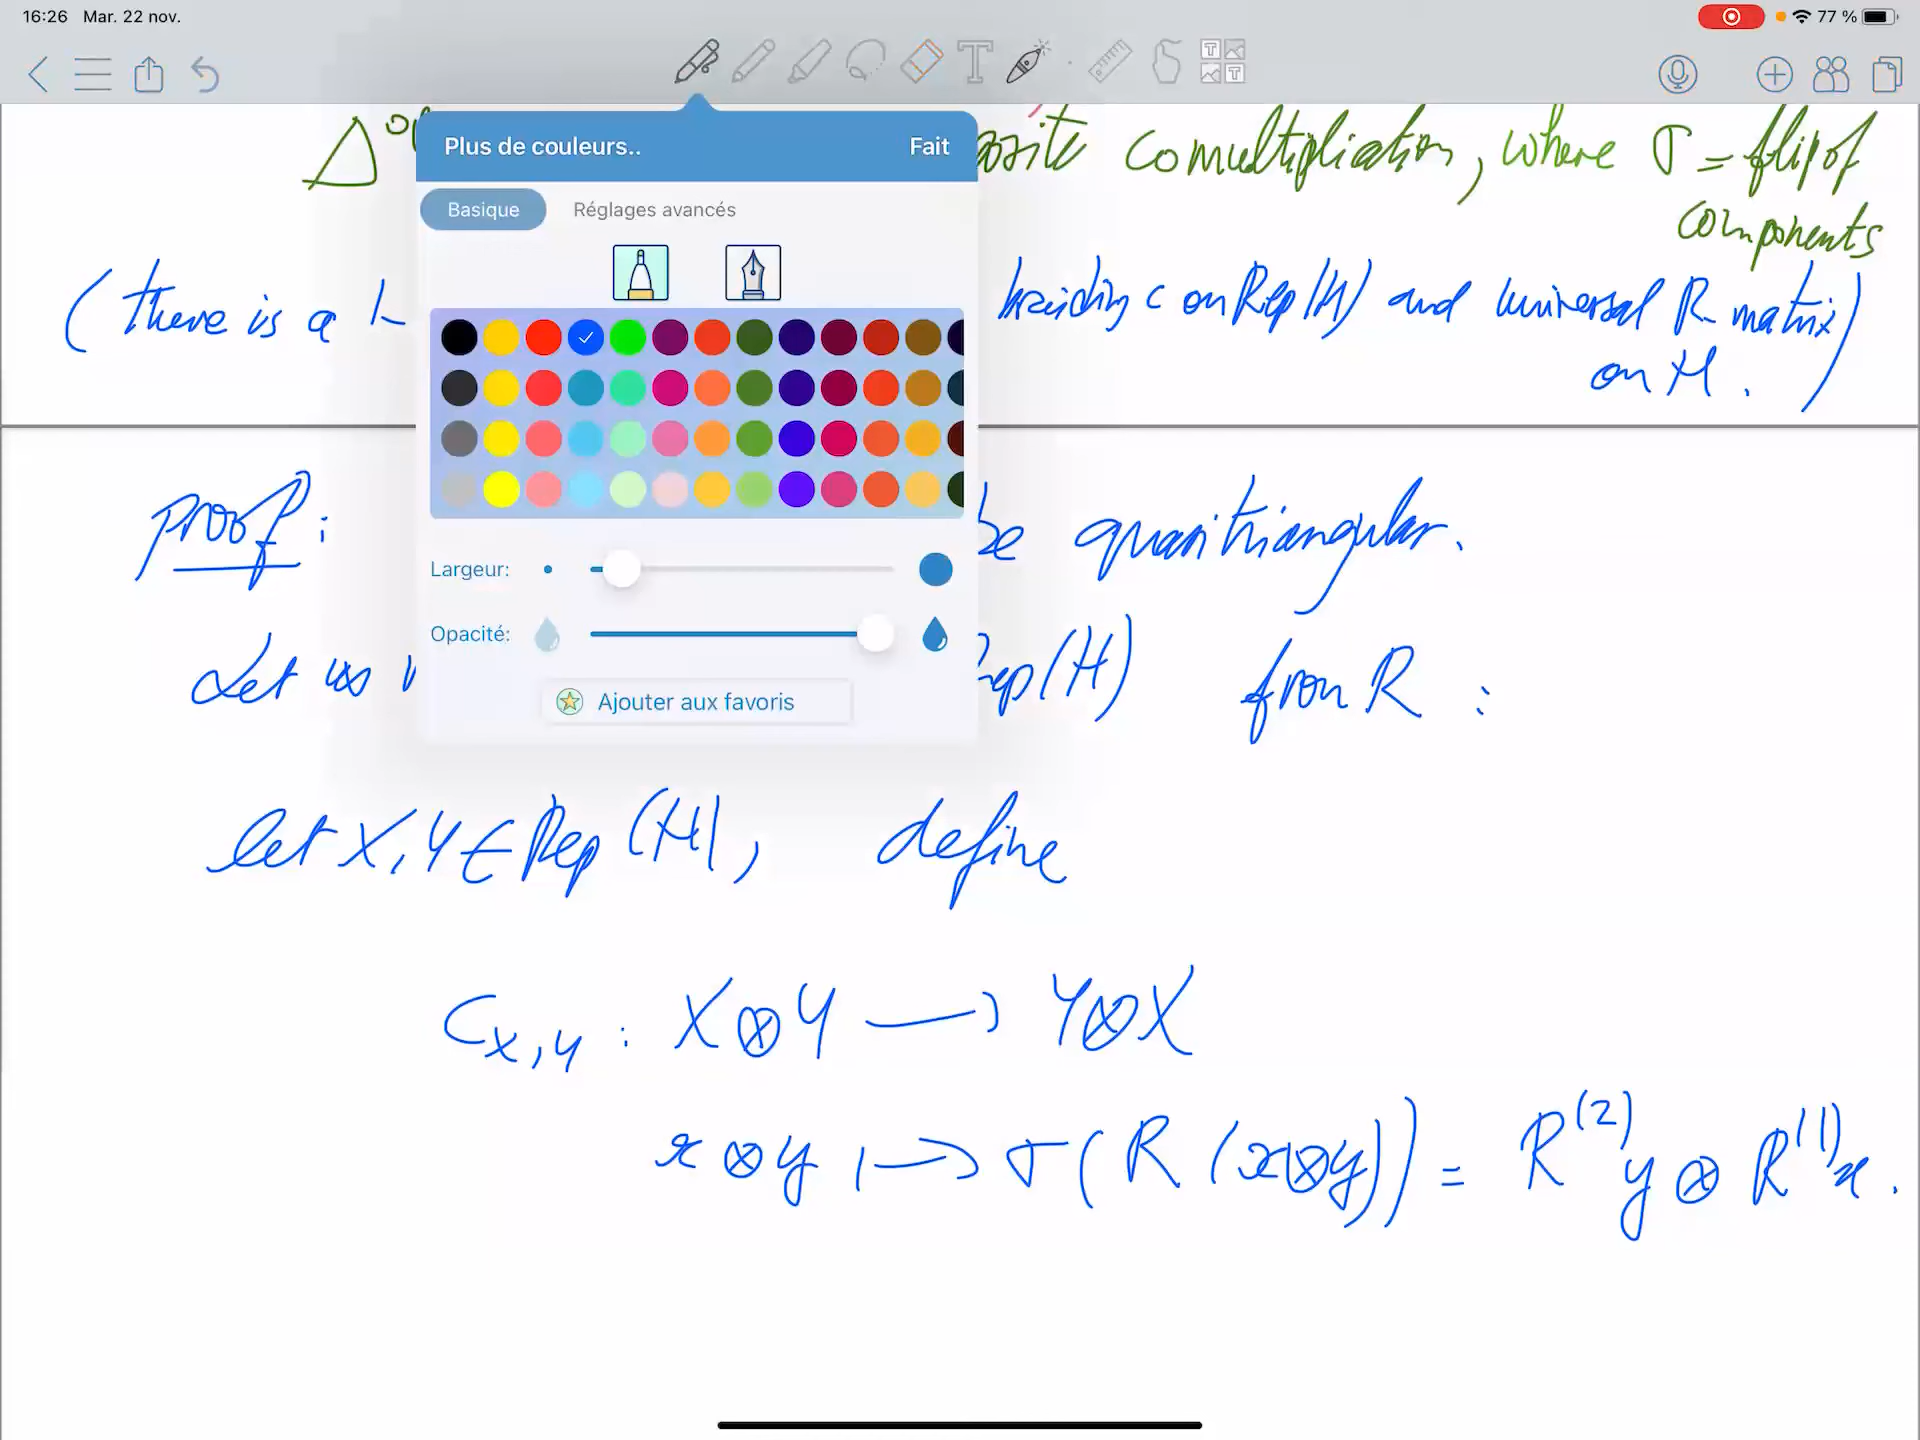 16:26 Mar. 22 nov. 77 %
Plus de couleurs.. Fait
Basique Réglages avancés
Largeur:
Opacité:
Ajouter aux favoris
Δ comultiplication, where σ = flip of
components
(there is a braiding c on Rep(H) and universal R matrix)
on H.
proof: be quasitriangular.
Let us Rep(H) from R :
let X,Y ∈ Rep (H), define
C_{X,Y} : X ⊗ Y ⟶ Y ⊗ X
x ⊗ y ⟼ σ( R (x⊗y)) = R^{(2)} y ⊗ R^{(1)} x .